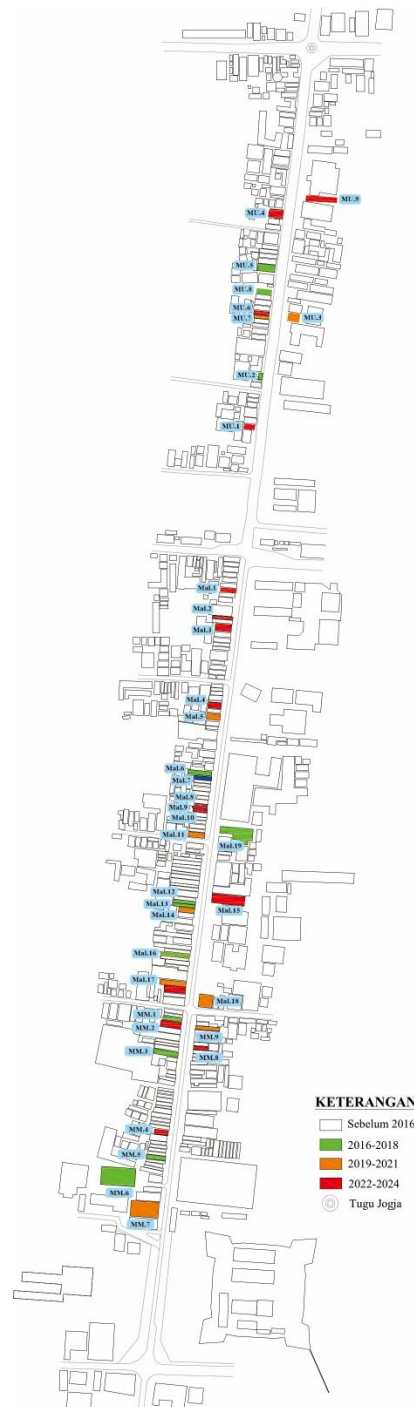 MU.9
MU.4
MU.5
MU.8
MU.6
MU.7
MU.3
MU.2
MU.1
Mal.1
Mal.2
Mal.3
Mal.4
Mal.5
Mal.6
Mal.7
Mal.8
Mal.9
Mal.10
Mal.11
Mal.19
Mal.12
Mal.13
Mal.14
Mal.15
Mal.16
Mal.17
Mal.18
MM.1
MM.2
MM.9
MM.3
MM.8
MM.4
MM.5
MM.6
MM.7
KETERANGAN
Sebelum 2016
2016-2018
2019-2021
2022-2024
Tugu Jogja